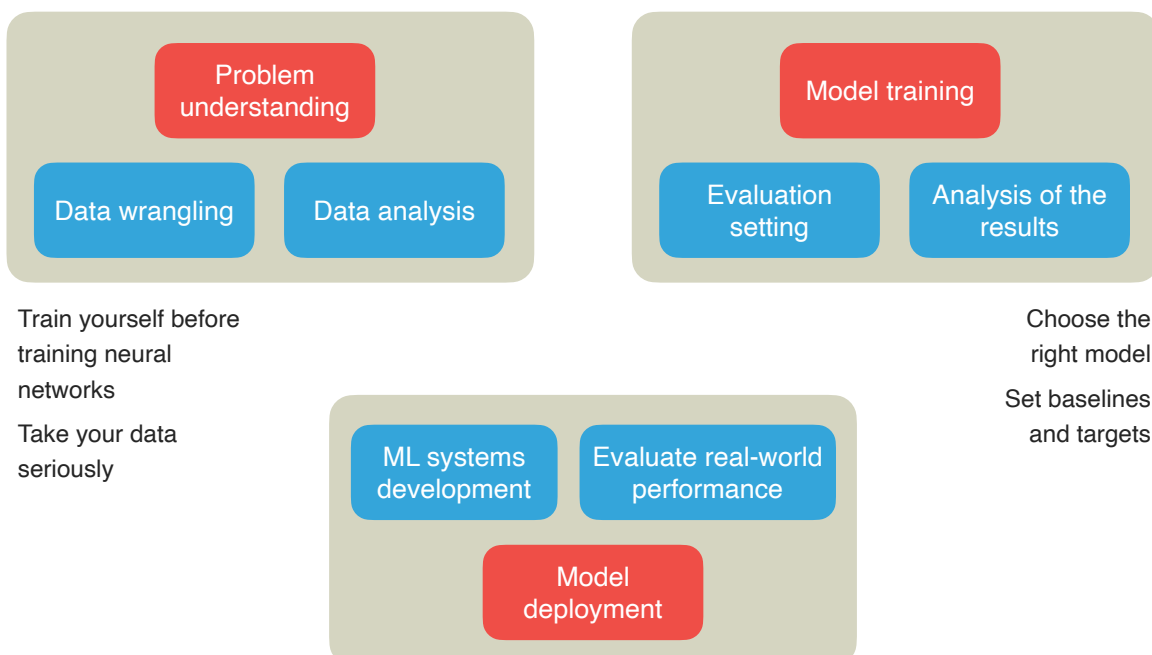 Problem
understanding
Data wrangling
Data analysis
Train yourself before
training neural
networks
Take your data
seriously
Model training
Evaluation
setting
Analysis of the
results
Choose the
right model
Set baselines
and targets
ML systems
development
Evaluate real-world
performance
Model
deployment